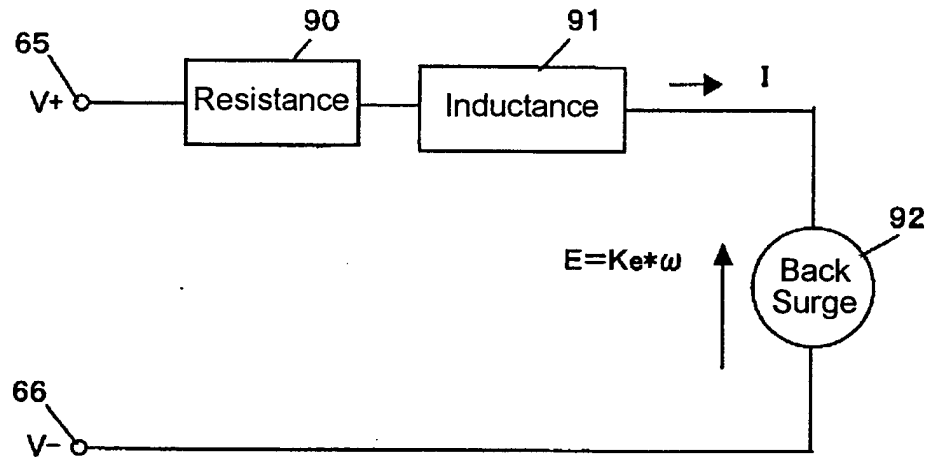 90
91
65
I
V+
Resistance
Inductance
92
E=Ke*ω
Back
Surge
66
V-